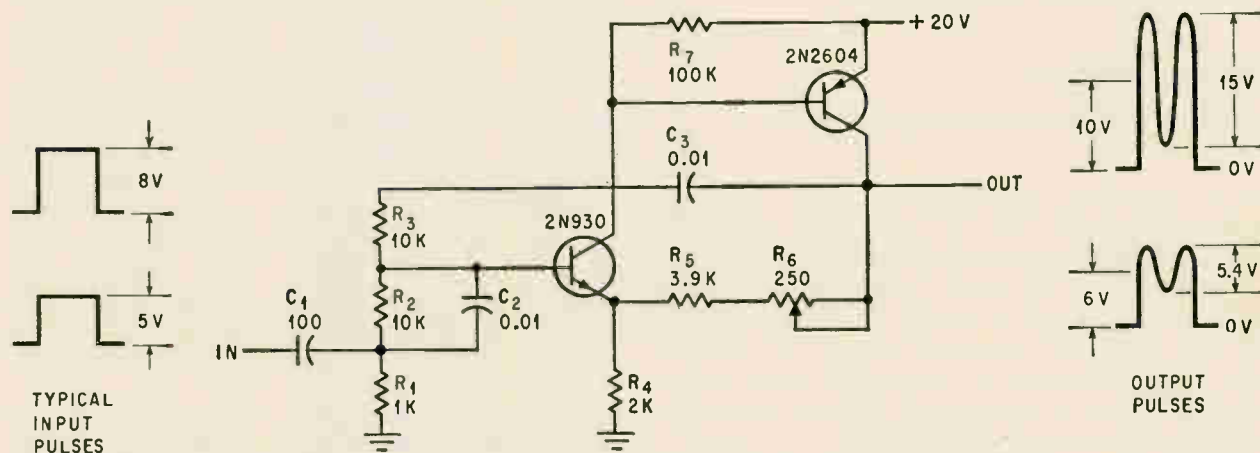 8V
5V
TYPICAL
INPUT
PULSES
IN
C1
100
R3
10K
R2
10K
C2
0.01
R1
1K
2N930
R7
100K
C3
0.01
+20V
2N2604
OUT
R5
3.9K
R6
250
R4
2K
15V
10V
0V
5.4V
6V
0V
OUTPUT
PULSES